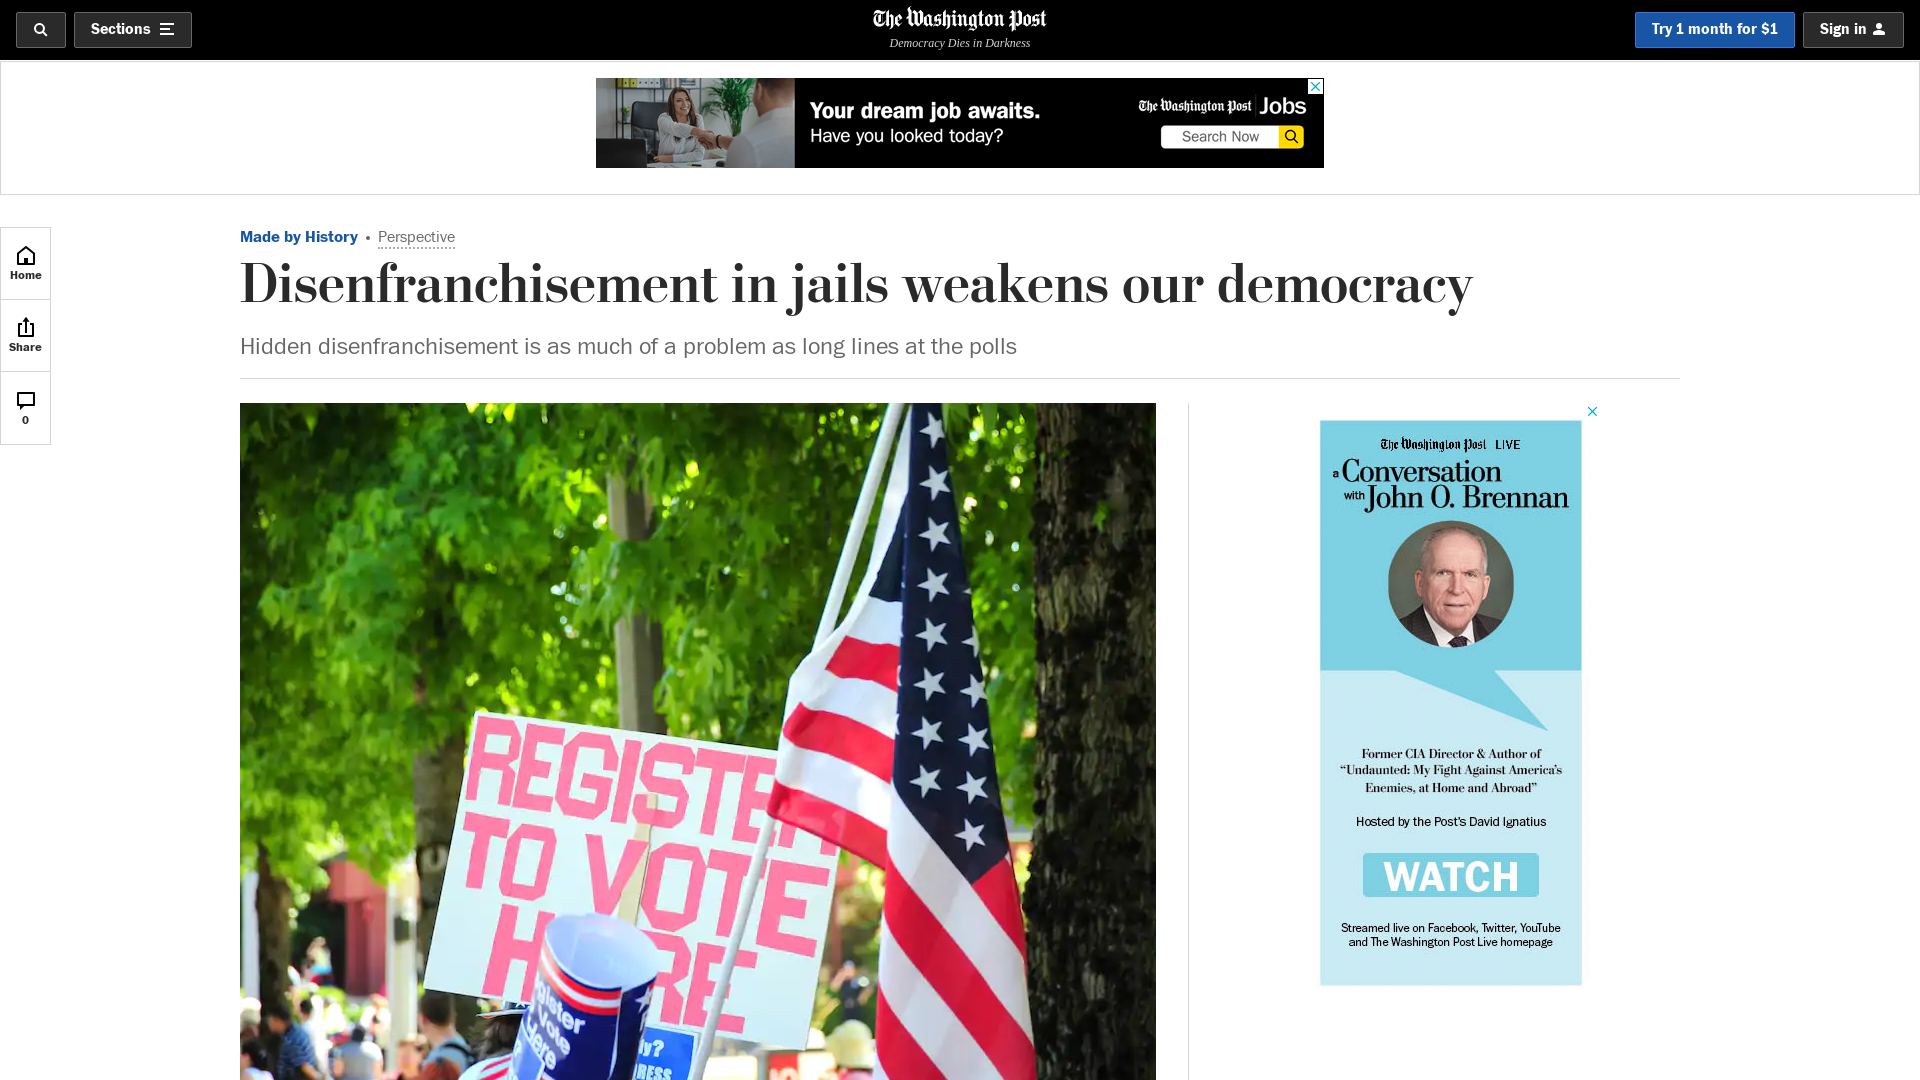 Sections
The Washington Post
Democracy Dies in Darkness
Try 1 month for $1
Sign in
Your dream job awaits.
Have you looked today?
The Washington Post Jobs
Search Now
Made by History • Perspective
Disenfranchisement in jails weakens our democracy
Hidden disenfranchisement is as much of a problem as long lines at the polls
Home
Share
0
REGISTER
TO VOTE
HERE
gister
Vote
Here
y?
RESS
The Washington Post LIVE
a Conversation
with John O. Brennan
Former CIA Director & Author of
“Undaunted: My Fight Against America’s
Enemies, at Home and Abroad”
Hosted by the Post’s David Ignatius
WATCH
Streamed live on Facebook, Twitter, YouTube
and The Washington Post Live homepage